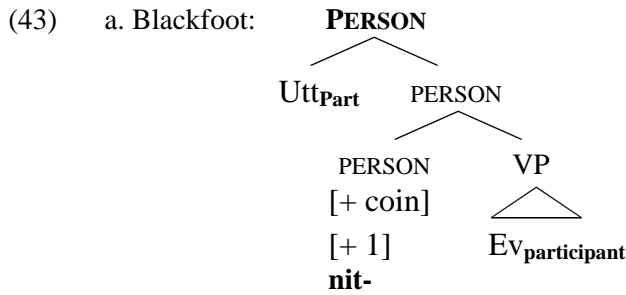 (43) a. Blackfoot: PERSON
Utt_Part PERSON
PERSON VP
[+ coin]
[+ 1] Ev_participant
nit-